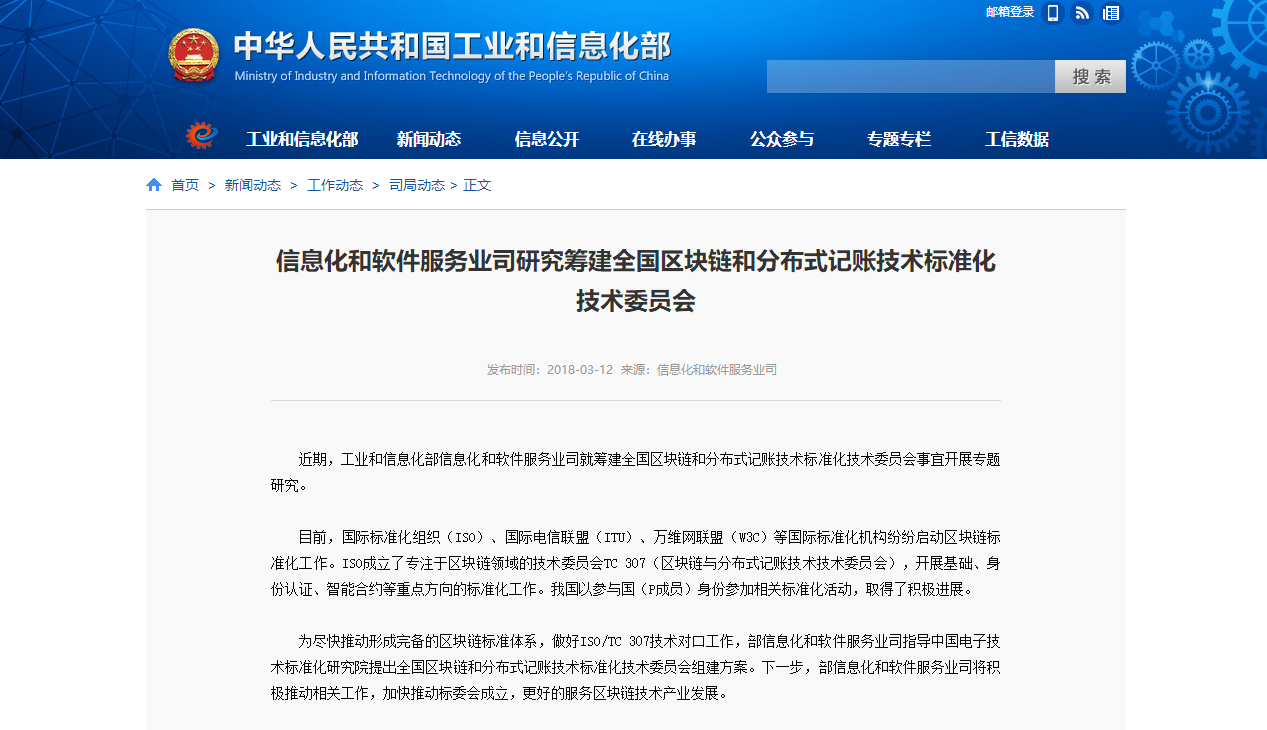 邮箱登录
中华人民共和国工业和信息化部
Ministry of Industry and Information Technology of the People's Republic of China
搜 索
工业和信息化部 新闻动态 信息公开 在线办事 公众参与 专题专栏 工信数据
首页 > 新闻动态 > 工作动态 > 司局动态 > 正文
信息化和软件服务业司研究筹建全国区块链和分布式记账技术标准化
技术委员会
发布时间：2018-03-12 来源：信息化和软件服务业司
近期，工业和信息化部信息化和软件服务业司就筹建全国区块链和分布式记账技术标准化技术委员会事宜开展专题
研究。
目前，国际标准化组织（ISO）、国际电信联盟（ITU）、万维网联盟（W3C）等国际标准化机构纷纷启动区块链标
准化工作。ISO成立了专注于区块链领域的技术委员会TC 307（区块链与分布式记账技术技术委员会），开展基础、身
份认证、智能合约等重点方向的标准化工作。我国以参与国（P成员）身份参加相关标准化活动，取得了积极进展。
为尽快推动形成完备的区块链标准体系，做好ISO/TC 307技术对口工作，部信息化和软件服务业司指导中国电子技
术标准化研究院提出全国区块链和分布式记账技术标准化技术委员会组建方案。下一步，部信息化和软件服务业司将积
极推动相关工作，加快推动标委会成立，更好的服务区块链技术产业发展。